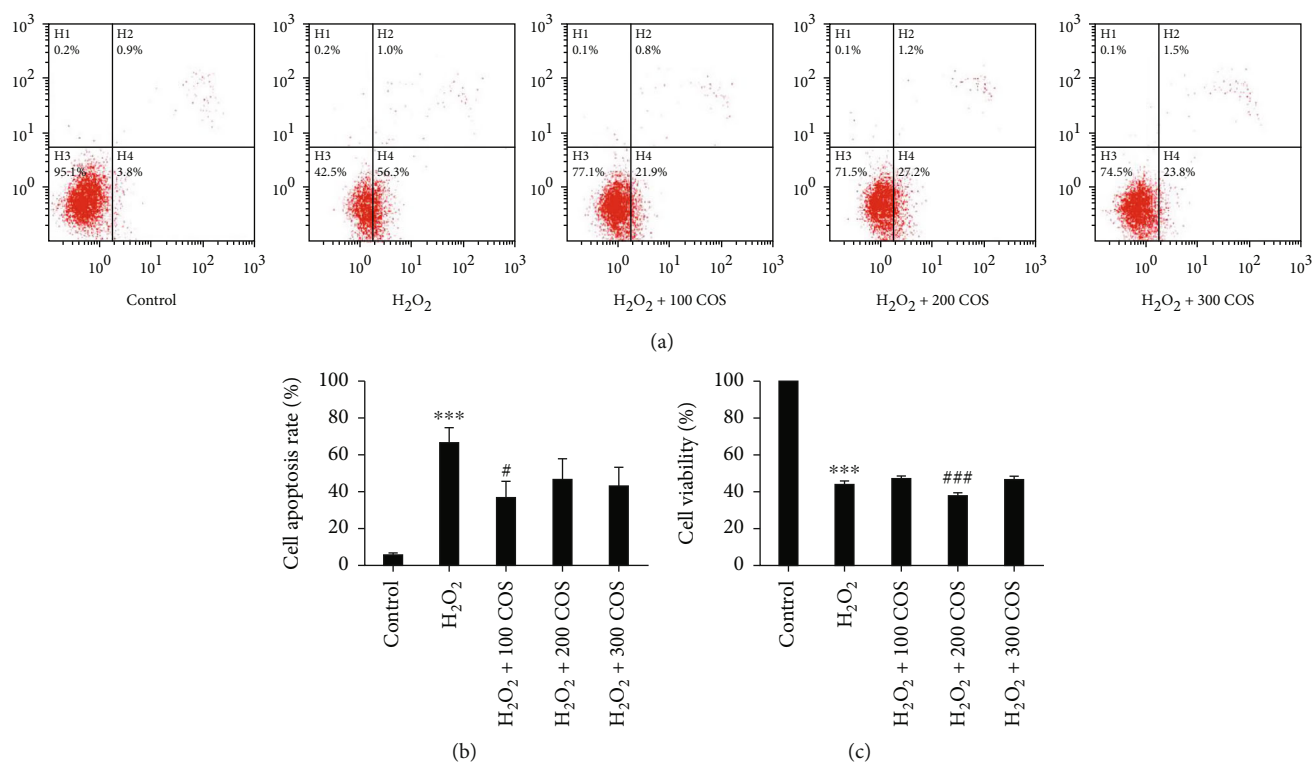 10³ 10³ 10³ 10³ 10³
H1 H2 H1 H2 H1 H2 H1 H2 H1 H2
0.2% 0.9% 0.2% 1.0% 0.1% 0.8% 0.1% 1.2% 0.1% 1.5%
10² 10² 10² 10² 10²
10¹ 10¹ 10¹ 10¹ 10¹
H3 H4 H3 H4 H3 H4 H3 H4 H3 H4
95.1% 3.8% 42.5% 56.3% 77.1% 21.9% 71.5% 27.2% 74.5% 23.8%
10⁰ 10⁰ 10⁰ 10⁰ 10⁰
10⁰ 10¹ 10² 10³ 10⁰ 10¹ 10² 10³ 10⁰ 10¹ 10² 10³ 10⁰ 10¹ 10² 10³ 10⁰ 10¹ 10² 10³
Control H₂O₂ H₂O₂ + 100 COS H₂O₂ + 200 COS H₂O₂ + 300 COS
(a)
Cell apoptosis rate (%)
100
80
60
40
20
0
***
#
Control
H₂O₂
H₂O₂ + 100 COS
H₂O₂ + 200 COS
H₂O₂ + 300 COS
(b)
Cell viability (%)
100
80
60
40
20
0
***
###
Control
H₂O₂
H₂O₂ + 100 COS
H₂O₂ + 200 COS
H₂O₂ + 300 COS
(c)